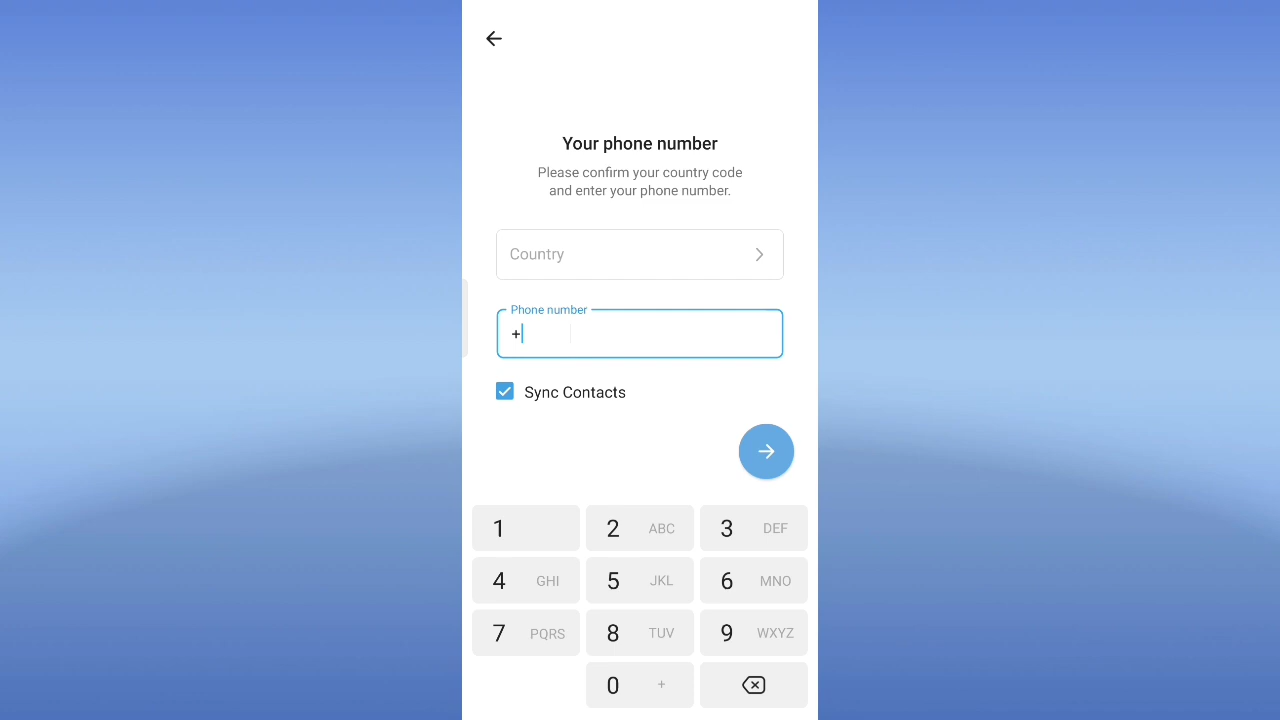 Your phone number
Please confirm your country code
and enter your phone number.
Country
Phone number
+
Sync Contacts
1 2 ABC 3 DEF
4 GHI 5 JKL 6 MNO
7 PQRS 8 TUV 9 WXYZ
0 +